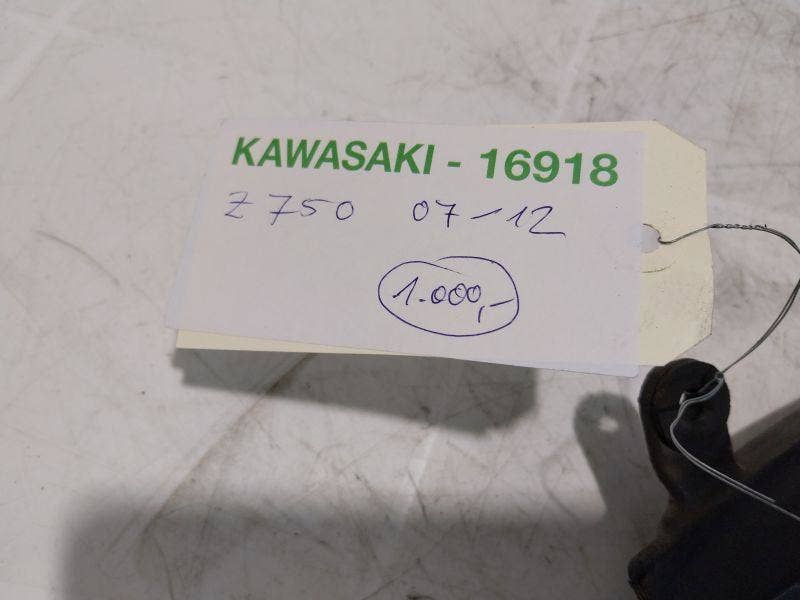 KAWASAKI - 16918
Z 750 07-12
1.000,-